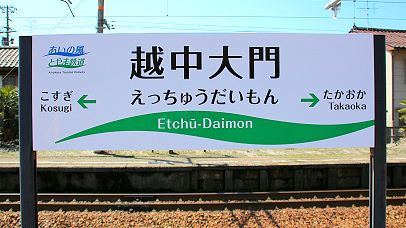 あいの風
とやま鉄道
越中大門
えっちゅうだいもん
こすぎ
Kosugi
たかおか
Takaoka
Etchū-Daimon